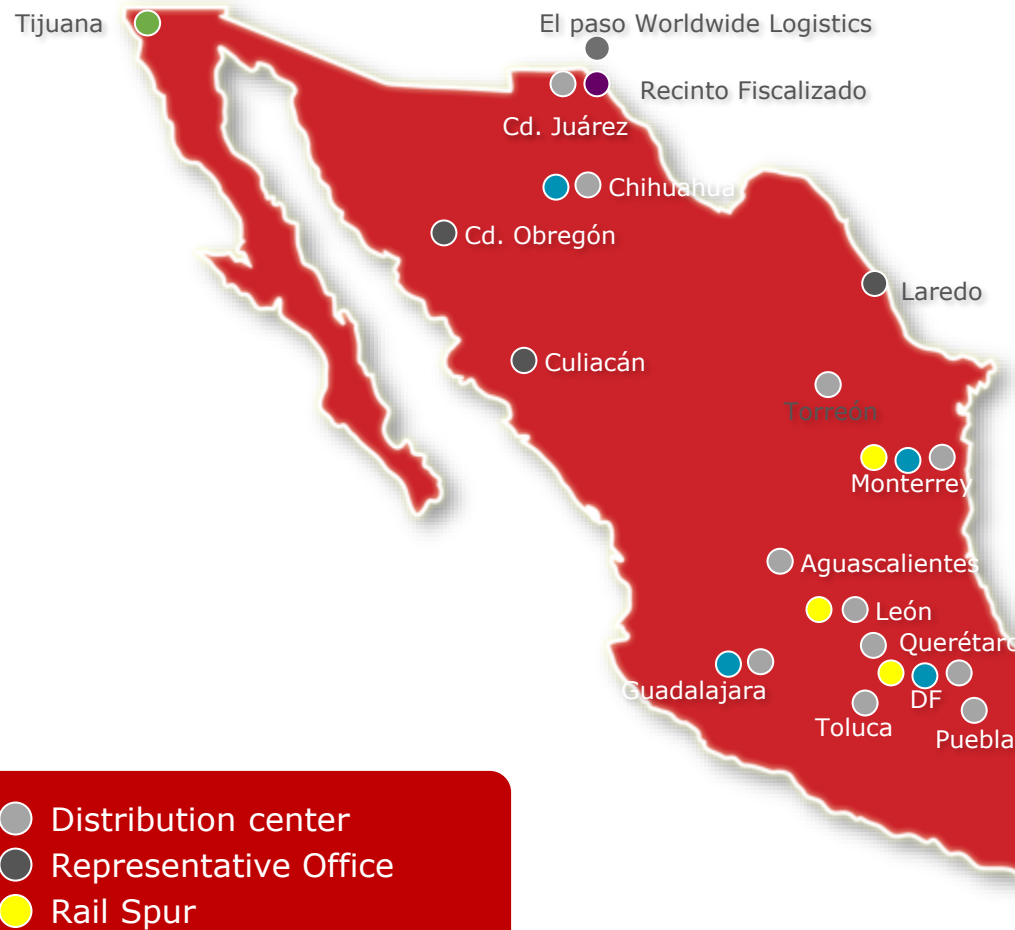 Tijuana
El paso Worldwide Logistics
Recinto Fiscalizado
Cd. Juárez
Chihuahua
Cd. Obregón
Laredo
Culiacán
Torreón
Monterrey
Aguascalientes
León
Querétaro
Guadalajara
DF
Toluca
Puebla
Distribution center
Representative Office
Rail Spur